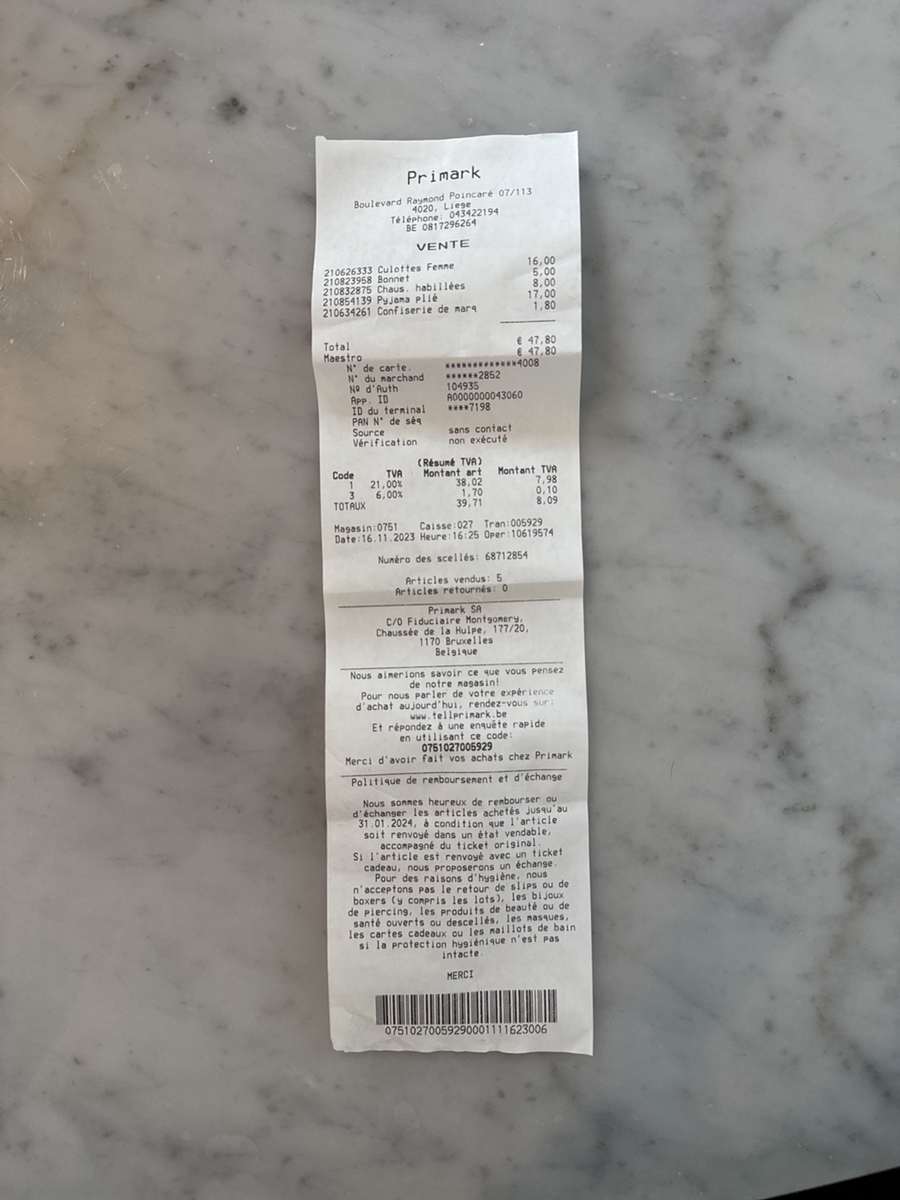 Primark
Boulevard Raymond Poincaré 07/113
4020, Liege
Téléphone: 043422194
BE 0817296264
VENTE
210626333 Culottes Femme 16,00
210823958 Bonnet 5,00
210832875 Chaus. habillées 8,00
210854139 Pyjama plié 17,00
210634261 Confiserie de marq 1,80
Total € 47,80
Maestro € 47,80
N° de carte. *************4008
N° du marchand ******2852
Nº d'Auth 104935
App. ID A0000000043060
ID du terminal ****7198
PAN N° de séq
Source sans contact
Vérification non exécuté
(Résumé TVA)
Code TVA Montant art Montant TVA
1 21,00% 38,02 7,98
3 6,00% 1,70 0,10
TOTAUX 39,71 8,09
Magasin:0751 Caisse:027 Tran:005929
Date:16.11.2023 Heure:16:25 Oper:10619574
Numéro des scellés: 68712854
Articles vendus: 5
Articles retournés: 0
Primark SA
C/O Fiduciaire Montgomery,
Chaussée de la Hulpe, 177/20,
1170 Bruxelles
Belgique
Nous aimerions savoir ce que vous pensez
de notre magasin!
Pour nous parler de votre expérience
d'achat aujourd'hui, rendez-vous sur:
www.tellprimark.be
Et répondez à une enquête rapide
en utilisant ce code:
0751027005929
Merci d'avoir fait vos achats chez Primark
Politique de remboursement et d'échange
Nous sommes heureux de rembourser ou
d'échanger les articles achetés jusqu'au
31.01.2024, à condition que l'article
soit renvoyé dans un état vendable,
accompagné du ticket original.
Si l'article est renvoyé avec un ticket
cadeau, nous proposerons un échange.
Pour des raisons d'hygiène, nous
n'acceptons pas le retour de slips ou de
boxers (y compris les lots), les bijoux
de piercing, les produits de beauté ou de
santé ouverts ou descellés, les masques,
les cartes cadeaux ou les maillots de bain
si la protection hygiénique n'est pas
intacte.
MERCI
07510270059290001111623006